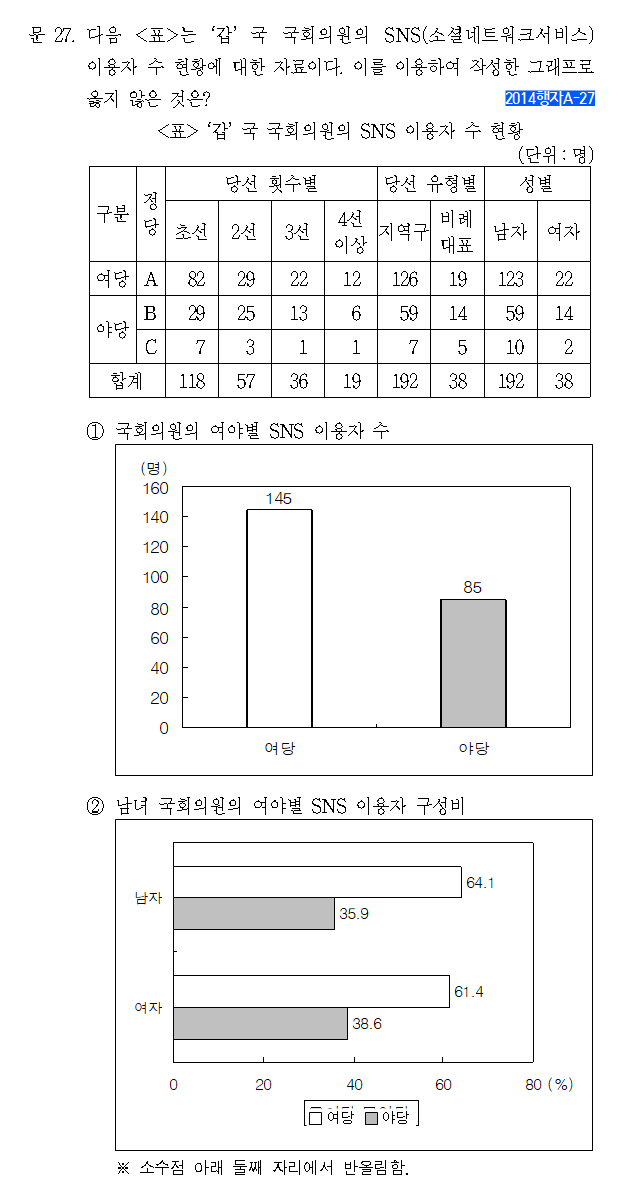 문 27. 다음 <표>는 ‘갑’ 국 국회의원의 SNS(소셜네트워크서비스)
이용자 수 현황에 대한 자료이다. 이를 이용하여 작성한 그래프로
옳지 않은 것은? 2014행자A-27
<표> ‘갑’ 국 국회의원의 SNS 이용자 수 현황
(단위 : 명)
구분 정당 당선 횟수별 당선 유형별 성별
초선 2선 3선 4선 이상 지역구 비례대표 남자 여자
여당 A 82 29 22 12 126 19 123 22
야당 B 29 25 13 6 59 14 59 14
C 7 3 1 1 7 5 10 2
합계 118 57 36 19 192 38 192 38
① 국회의원의 여야별 SNS 이용자 수
(명)
160
140
120
100
80
60
40
20
0
145
85
여당 야당
② 남녀 국회의원의 여야별 SNS 이용자 구성비
남자
64.1
35.9
여자
61.4
38.6
0 20 40 60 80 (%)
여당 야당
※ 소수점 아래 둘째 자리에서 반올림함.